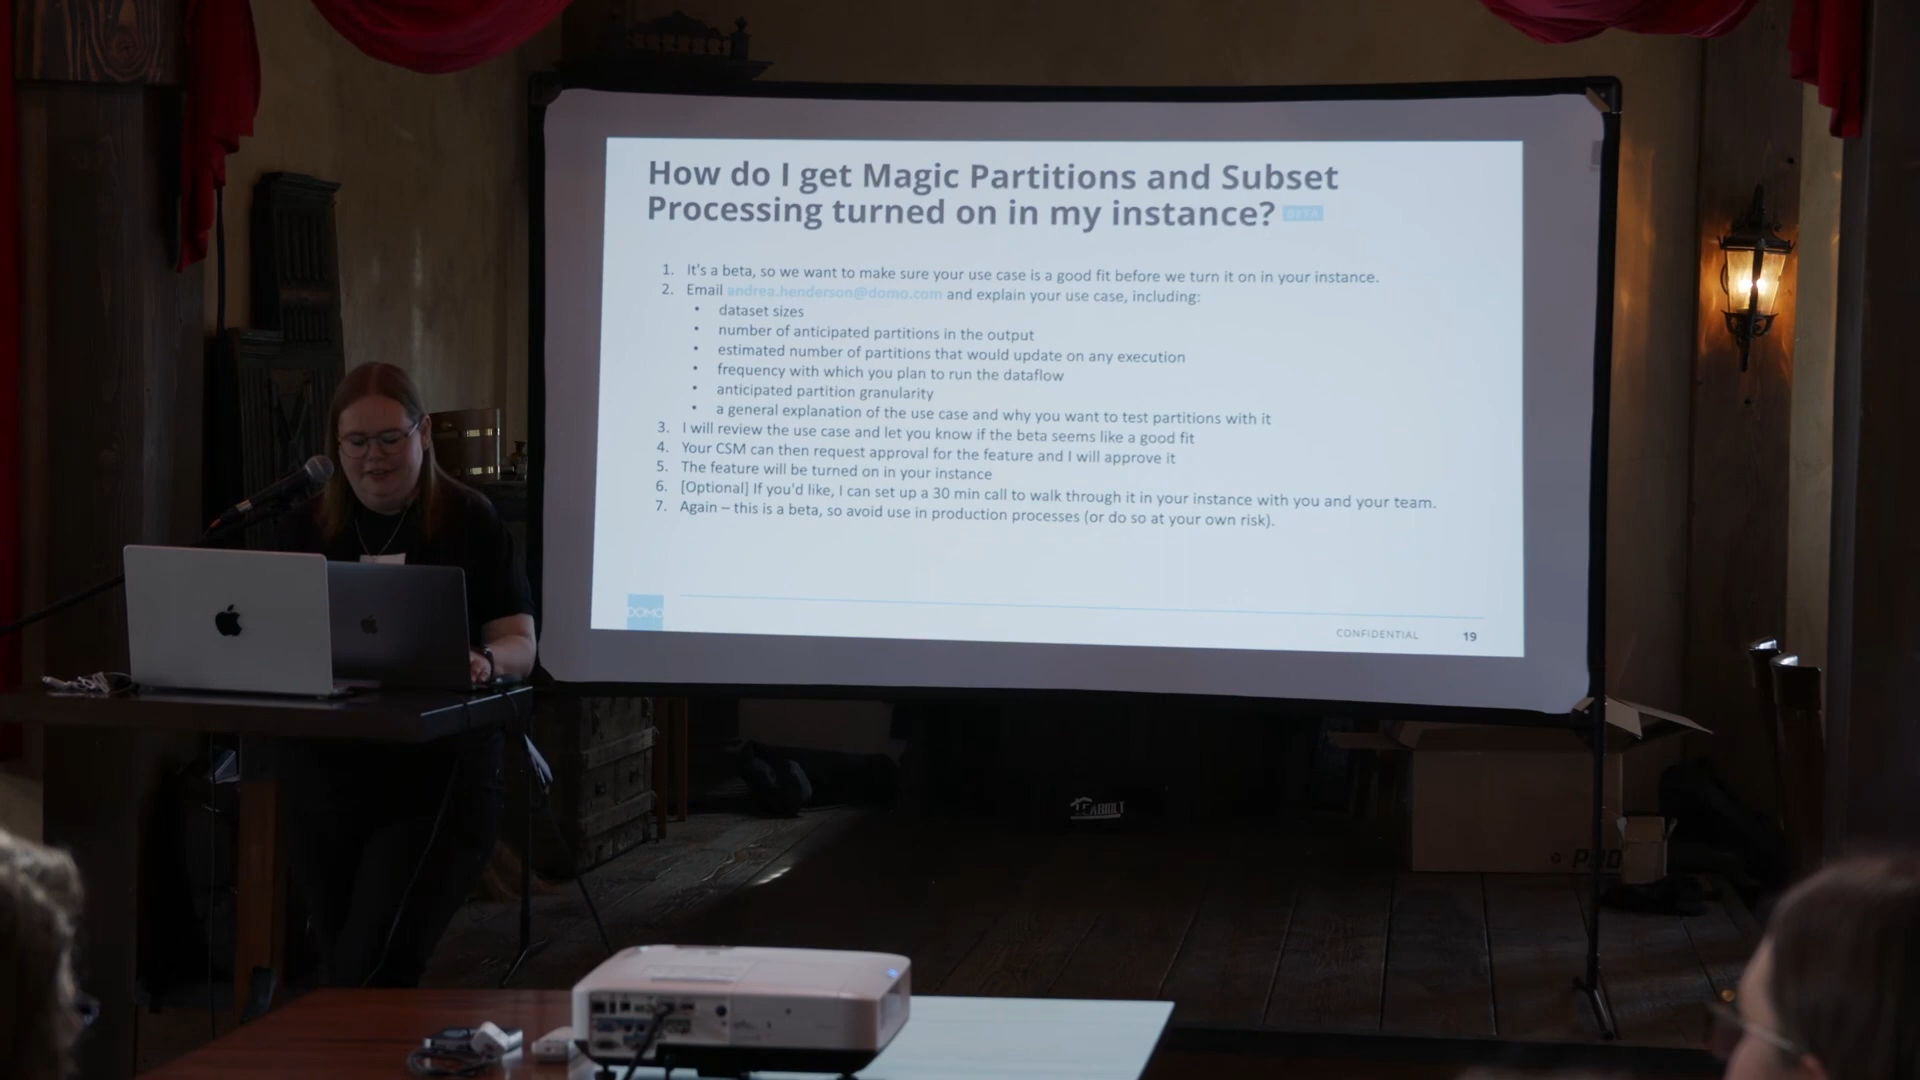 How do I get Magic Partitions and Subset
Processing turned on in my instance? BETA
1. It's a beta, so we want to make sure your use case is a good fit before we turn it on in your instance.
2. Email andrea.henderson@domo.com and explain your use case, including:
• dataset sizes
• number of anticipated partitions in the output
• estimated number of partitions that would update on any execution
• frequency with which you plan to run the dataflow
• anticipated partition granularity
• a general explanation of the use case and why you want to test partitions with it
3. I will review the use case and let you know if the beta seems like a good fit
4. Your CSM can then request approval for the feature and I will approve it
5. The feature will be turned on in your instance
6. [Optional] If you'd like, I can set up a 30 min call to walk through it in your instance with you and your team.
7. Again – this is a beta, so avoid use in production processes (or do so at your own risk).
DOMO
CONFIDENTIAL 19